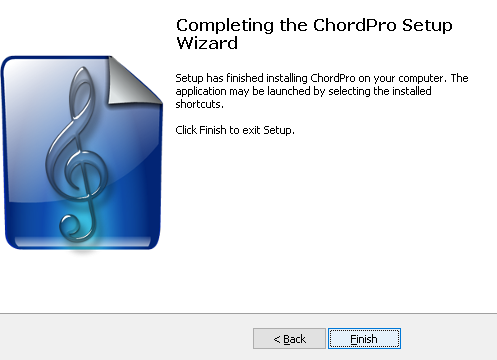 Completing the ChordPro Setup
Wizard
Setup has finished installing ChordPro on your computer. The
application may be launched by selecting the installed
shortcuts.
Click Finish to exit Setup.
< Back
Finish